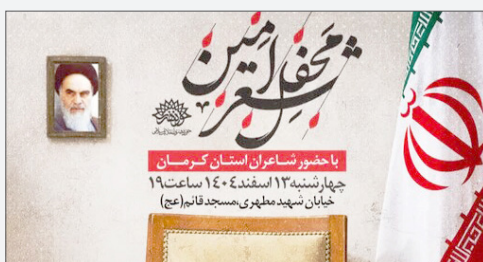 محفل شعر امین
با حضور شاعران استان کرمان
چهارشنبه ۱۳ اسفند ۱۴۰۴ ساعت ۱۹
خیابان شهید مطهری، مسجد قائم (عج)